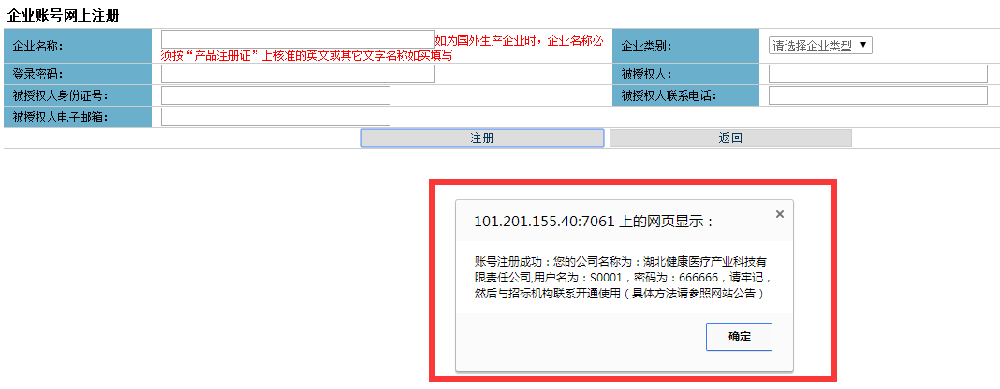 企业账号网上注册
企业名称：
如为国外生产企业时，企业名称必
须按“产品注册证”上核准的英文或其它文字名称如实填写
企业类别：
请选择企业类型
登录密码：
被授权人：
被授权人身份证号：
被授权人联系电话：
被授权人电子邮箱：
注册
返回
101.201.155.40:7061 上的网页显示：
×
账号注册成功：您的公司名称为：湖北健康医疗产业科技有
限责任公司,用户名为：S0001，密码为：666666，请牢记，
然后与招标机构联系开通使用（具体方法请参照网站公告）
确定